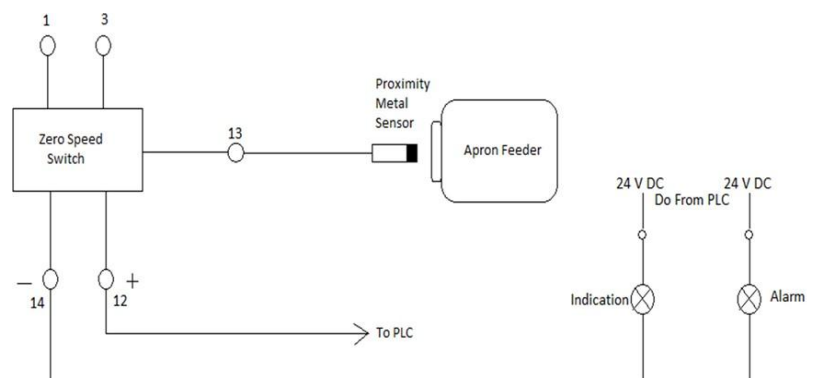 1
3
Zero Speed
Switch
13
Proximity
Metal
Sensor
Apron Feeder
24 V DC
24 V DC
Do From PLC
−
14
+
12
Indication
Alarm
To PLC